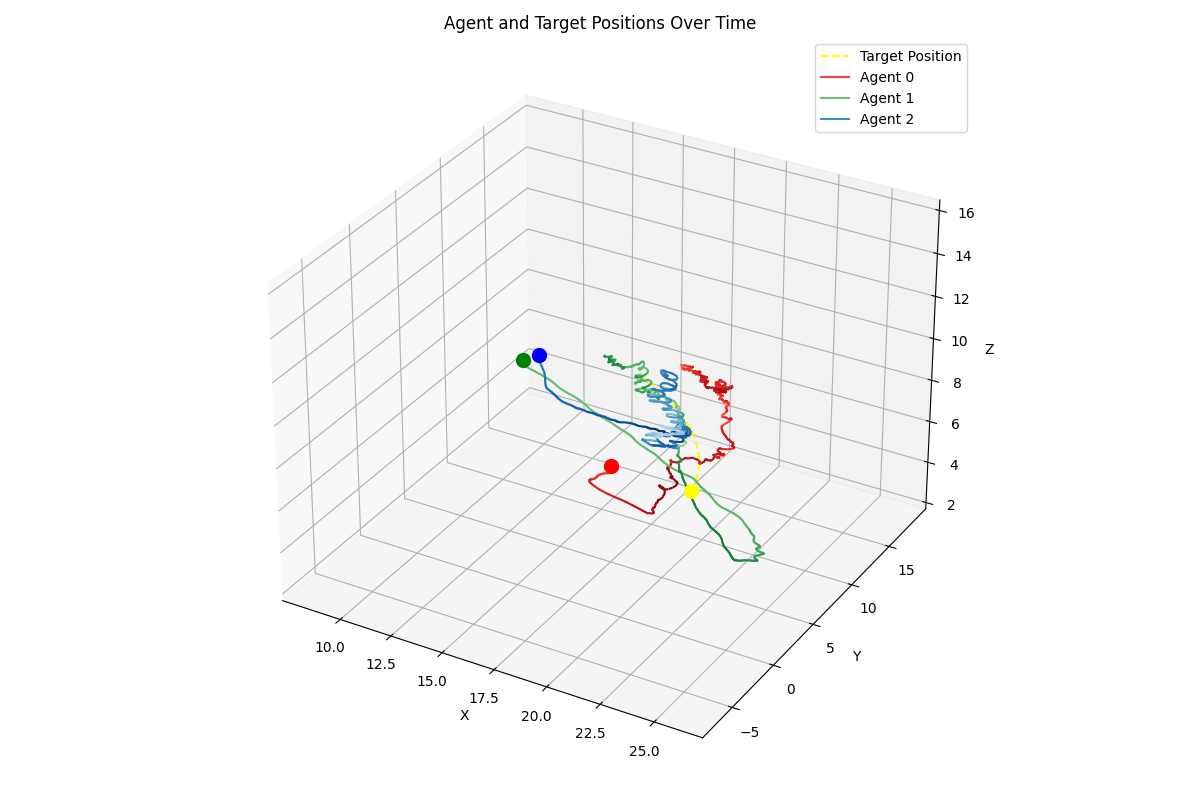 Agent and Target Positions Over Time
Target Position
Agent 0
Agent 1
Agent 2
16
14
12
10
8
6
4
2
Z
15
10
5
0
−5
Y
10.0
12.5
15.0
17.5
20.0
22.5
25.0
X